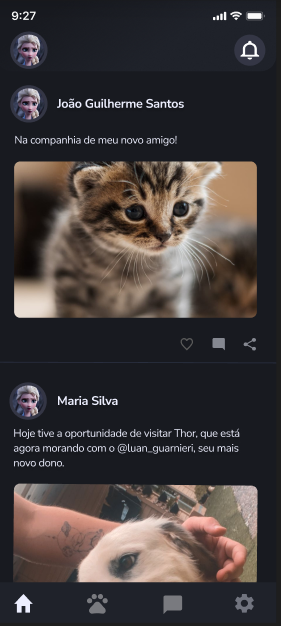 9:27
João Guilherme Santos
Na companhia de meu novo amigo!
Maria Silva
Hoje tive a oportunidade de visitar Thor, que está
agora morando com o @luan_guarnieri, seu mais
novo dono.